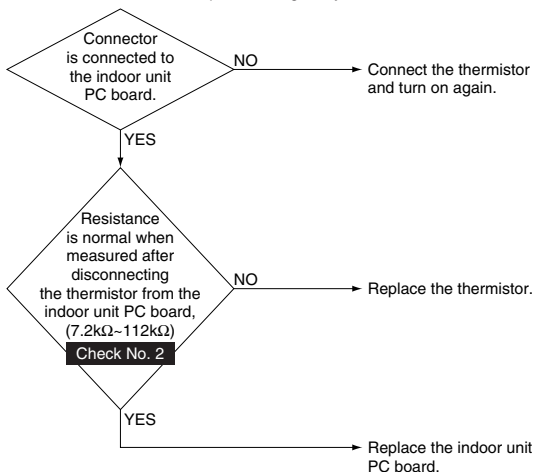 Connector
is connected to
the indoor unit
PC board.
NO
Connect the thermistor
and turn on again.
YES
Resistance
is normal when
measured after
disconnecting
the thermistor from the
indoor unit PC board,
(7.2kΩ~112kΩ)
Check No. 2
NO
Replace the thermistor.
YES
Replace the indoor unit
PC board.